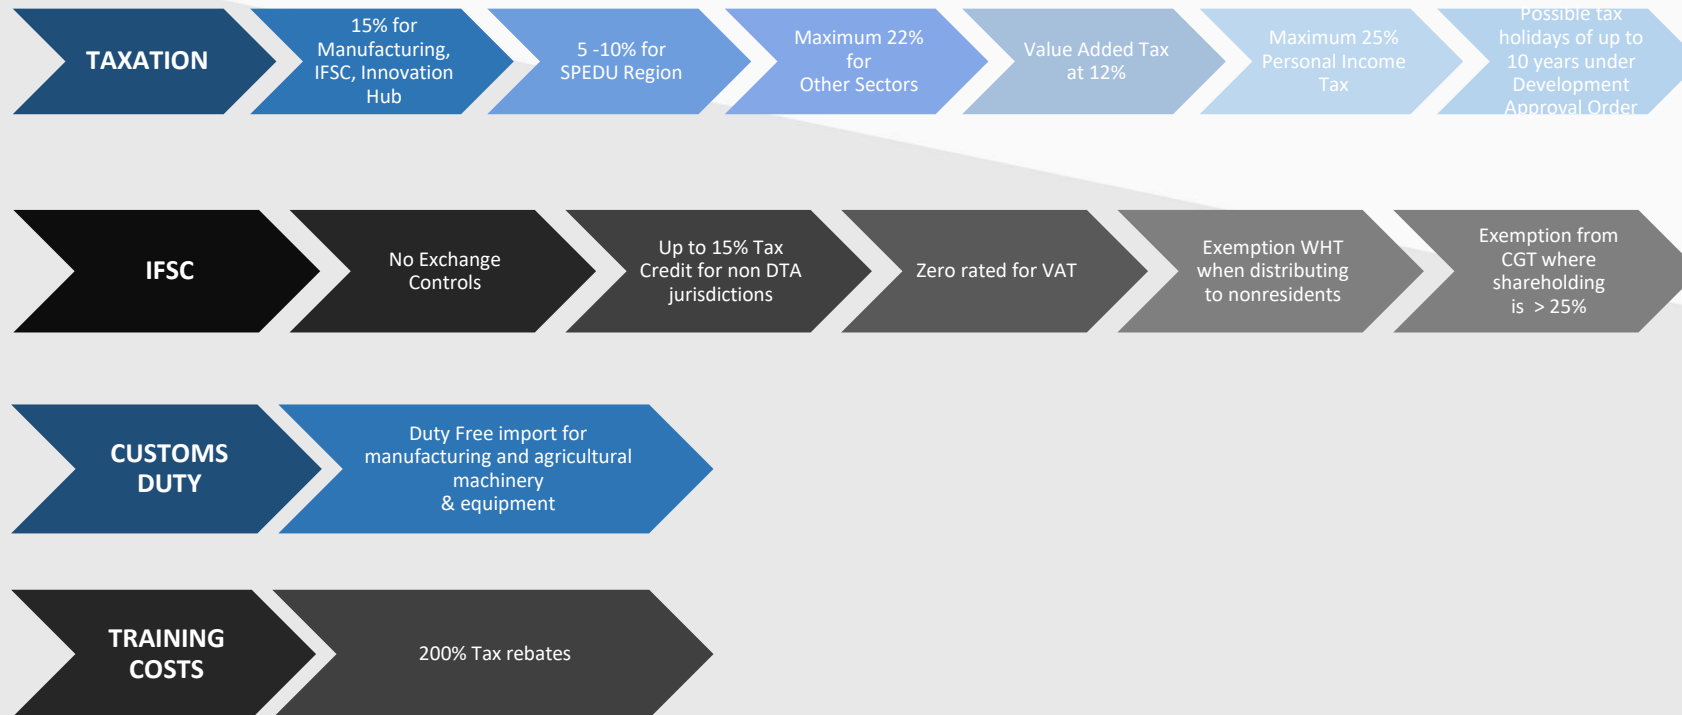 TAXATION
15% for
Manufacturing,
IFSC, Innovation
Hub
5 -10% for
SPEDU Region
Maximum 22%
for
Other Sectors
Value Added Tax
at 12%
Maximum 25%
Personal Income
Tax
Possible tax
holidays of up to
10 years under
Development
Approval Order
IFSC
No Exchange
Controls
Up to 15% Tax
Credit for non DTA
jurisdictions
Zero rated for VAT
Exemption WHT
when distributing
to nonresidents
Exemption from
CGT where
shareholding
is > 25%
CUSTOMS
DUTY
Duty Free import for
manufacturing and agricultural
machinery
& equipment
TRAINING
COSTS
200% Tax rebates